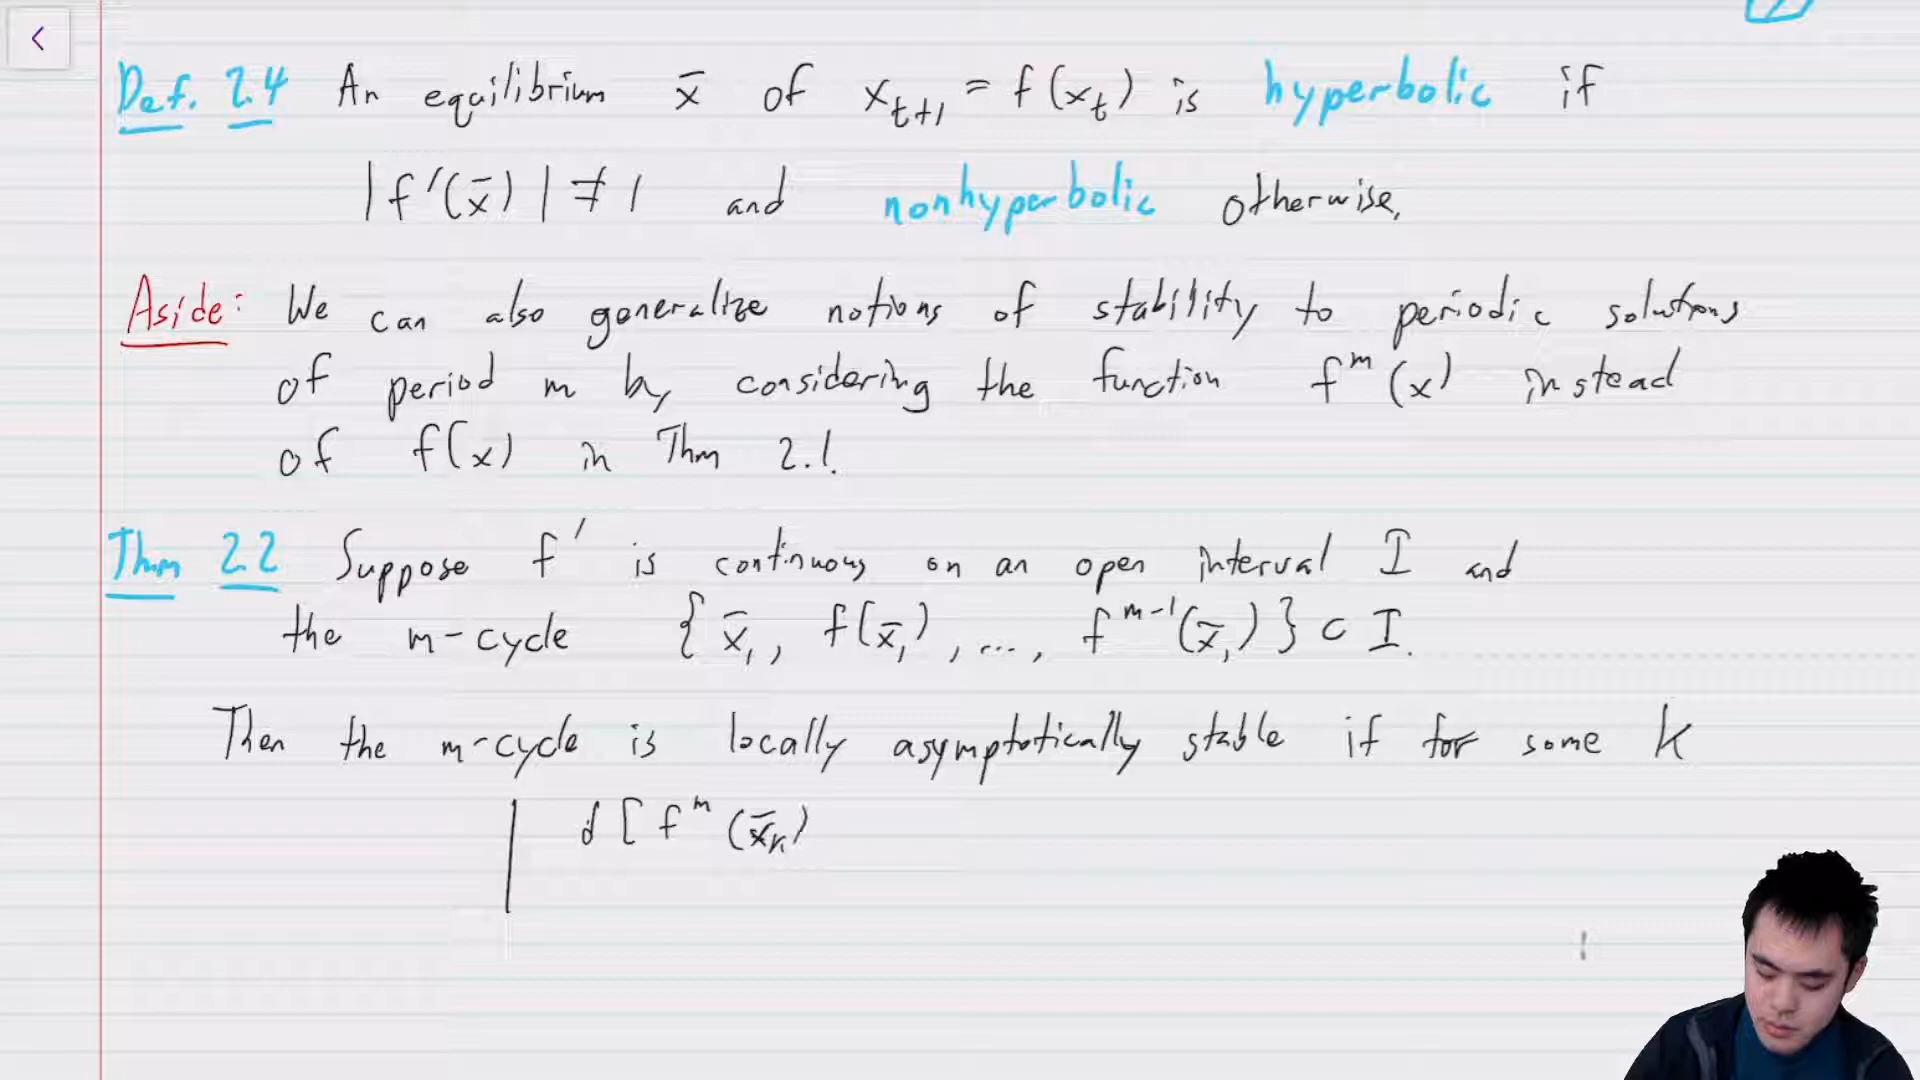 Def. 2.4 An equilibrium x̄ of x_{t+1} = f(x_t) is hyperbolic if
|f'(x̄)| ≠ 1 and nonhyperbolic otherwise.
Aside: We can also generalize notions of stability to periodic solutions
of period m by considering the function f^m(x) instead
of f(x) in Thm 2.1.
Thm 2.2 Suppose f' is continuous on an open interval I and
the m-cycle {x̄₁, f(x̄₁), ..., f^{m-1}(x̄₁)} ⊂ I.
Then the m-cycle is locally asymptotically stable if for some k
| d[f^m(x̄_k)